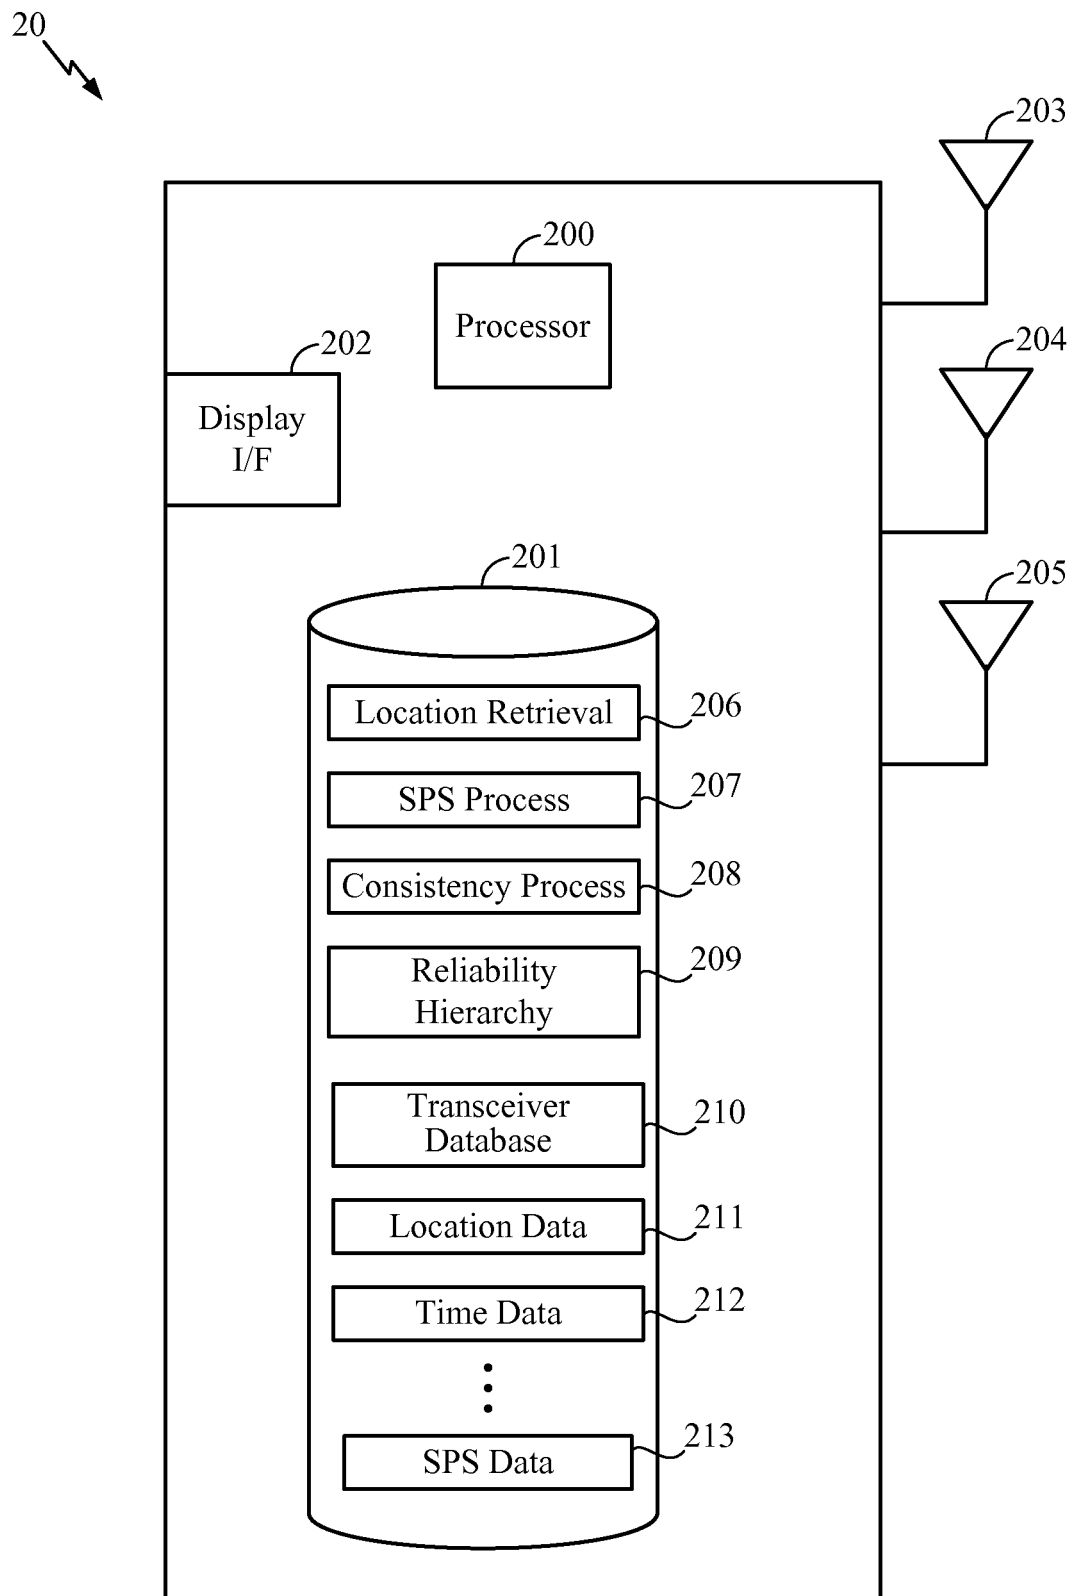 20
203
200
Processor
204
202
Display
I/F
201
205
Location Retrieval
206
SPS Process
207
Consistency Process
208
Reliability
Hierarchy
209
Transceiver
Database
210
Location Data
211
Time Data
212
SPS Data
213